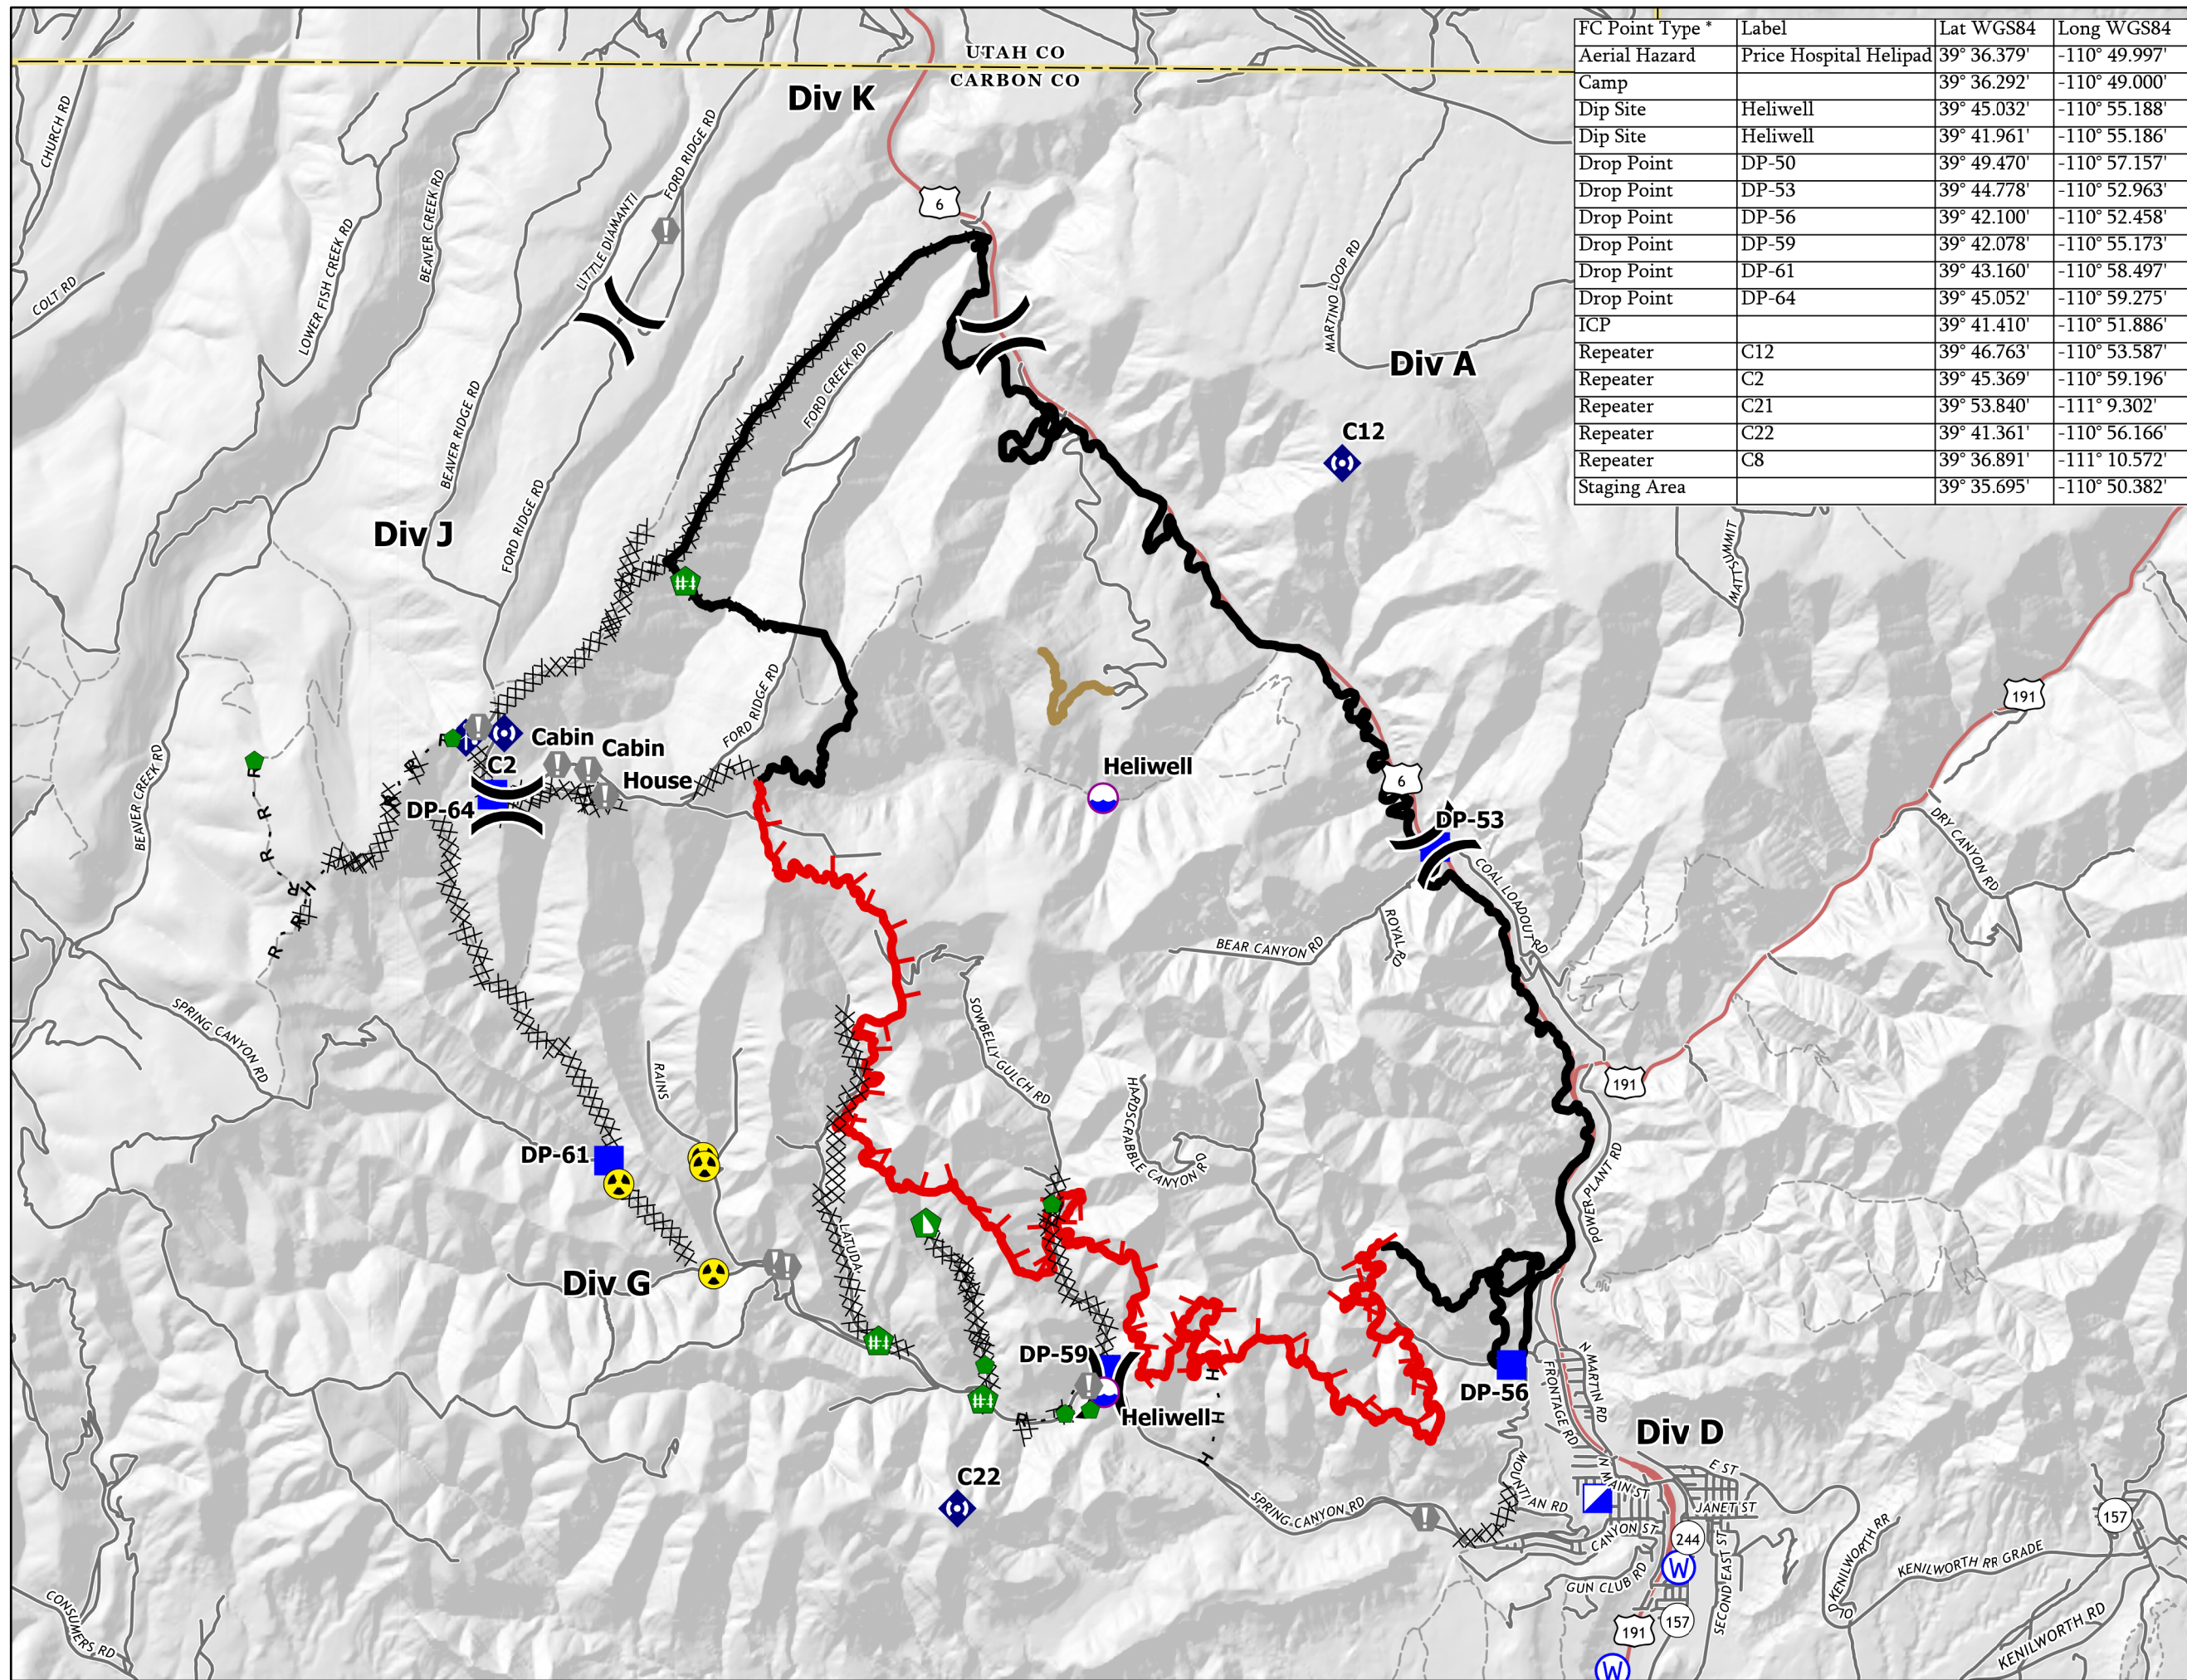 FC Point Type * Label Lat WGS84 Long WGS84
Aerial Hazard Price Hospital Helipad 39° 36.379' -110° 49.997'
Camp 39° 36.292' -110° 49.000'
Dip Site Heliwell 39° 45.032' -110° 55.188'
Dip Site Heliwell 39° 41.961' -110° 55.186'
Drop Point DP-50 39° 49.470' -110° 57.157'
Drop Point DP-53 39° 44.778' -110° 52.963'
Drop Point DP-56 39° 42.100' -110° 52.458'
Drop Point DP-59 39° 42.078' -110° 55.173'
Drop Point DP-61 39° 43.160' -110° 58.497'
Drop Point DP-64 39° 45.052' -110° 59.275'
ICP 39° 41.410' -110° 51.886'
Repeater C12 39° 46.763' -110° 53.587'
Repeater C2 39° 45.369' -110° 59.196'
Repeater C21 39° 53.840' -111° 9.302'
Repeater C22 39° 41.361' -110° 56.166'
Repeater C8 39° 36.891' -111° 10.572'
Staging Area 39° 35.695' -110° 50.382'
UTAH CO
CARBON CO
Div K
CHURCH RD
FORD RIDGE RD
BEAVER CREEK RD
LOWER FISH CREEK RD
LITTLE DIAMANTI
6
COLT RD
MARTINO LOOP RD
Div A
FORD CREEK RD
BEAVER RIDGE RD
C12
FORD RIDGE RD
Div J
MATT SUMMIT
191
FORD RIDGE RD
Cabin
Cabin
C2
House
Heliwell
6
BEAVER CREEK RD
DP-64
DP-53
R
R
R
R
R
R
R
R
R
H
COAL LOADOUT RD
DRY CANYON RD
ROYAL RD
BEAR CANYON RD
SPRING CANYON RD
SOWBELLY GULCH RD
RAINS
191
HARDSCRABBLE CANYON RD
DP-61
POWER PLANT RD
LATUDA
Div G
DP-59
DP-56
N MARTIN RD
FRONTAGE RD
Heliwell
H
H
H
R
Div D
C22
N MAIN ST
E ST
MOUNTIAN RD
JANET ST
SPRING CANYON RD
CANYON ST
244
W
157
GUN CLUB RD
SECOND EAST ST
OLD KENILWORTH RR
KENILWORTH RR GRADE
157
191
W
CONSUMERS RD
KENILWORTH RD